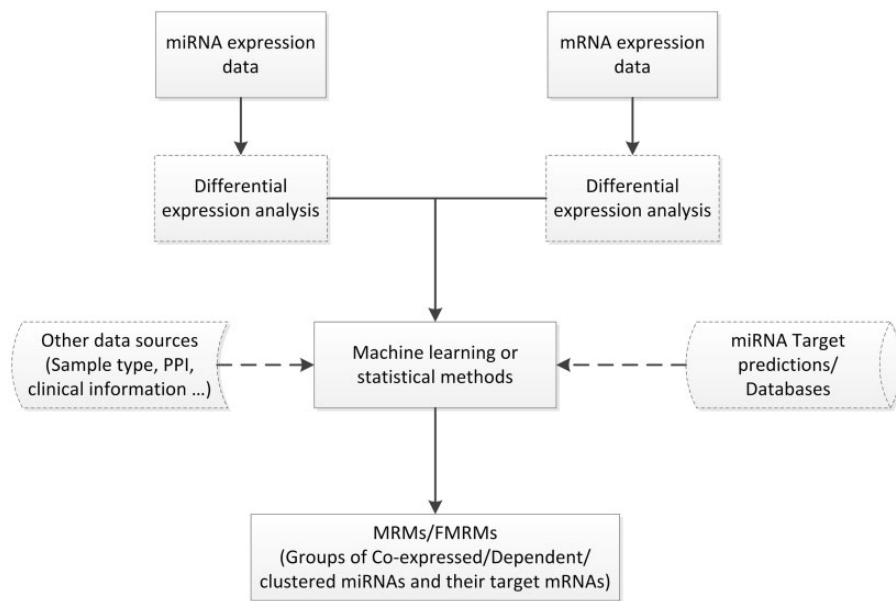 miRNA expression
data
mRNA expression
data
Differential
expression analysis
Differential
expression analysis
Other data sources
(Sample type, PPI,
clinical information ...)
Machine learning or
statistical methods
miRNA Target
predictions/
Databases
MRMs/FMRMs
(Groups of Co-expressed/Dependent/
clustered miRNAs and their target mRNAs)